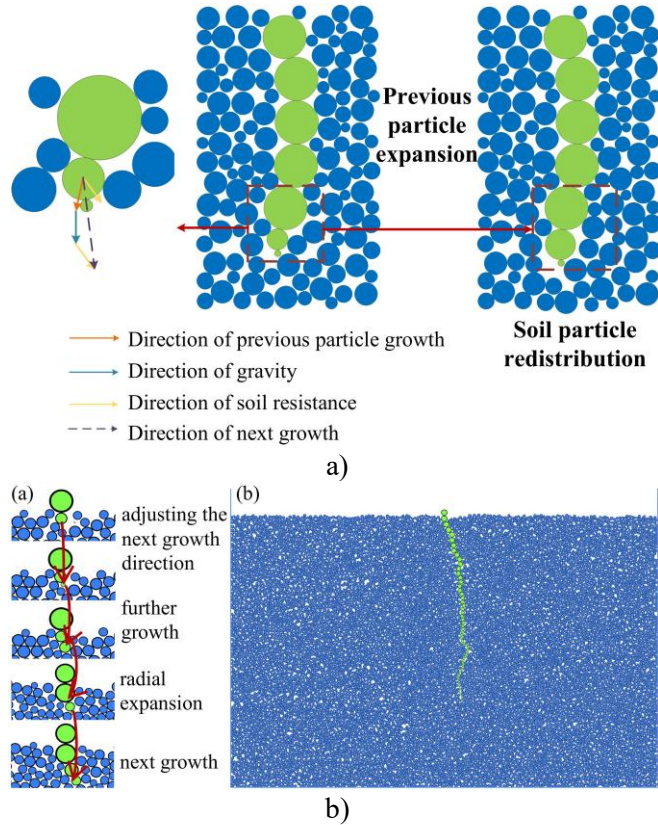 Previous
particle
expansion
Soil particle
redistribution
Direction of previous particle growth
Direction of gravity
Direction of soil resistance
Direction of next growth
a)
(a)
adjusting the
next growth
direction
further
growth
radial
expansion
next growth
(b)
b)